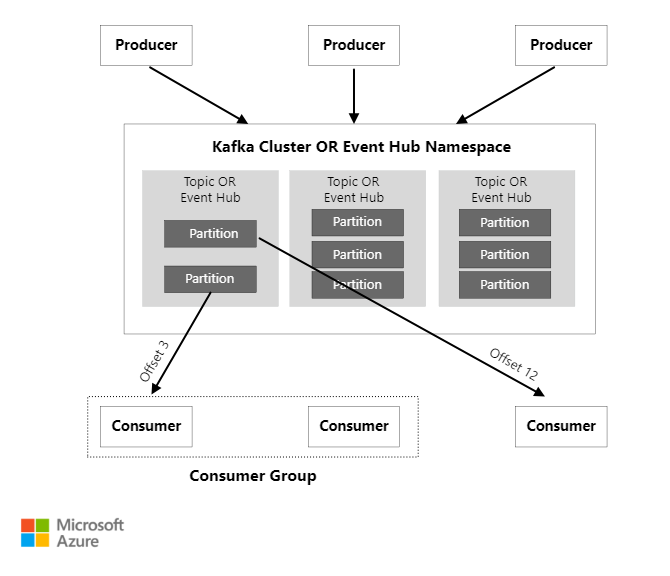 Producer
Producer
Producer
Kafka Cluster OR Event Hub Namespace
Topic OR
Event Hub
Partition
Partition
Topic OR
Event Hub
Partition
Partition
Partition
Topic OR
Event Hub
Partition
Partition
Partition
Offset 3
Offset 12
Consumer
Consumer
Consumer
Consumer Group
Microsoft
Azure